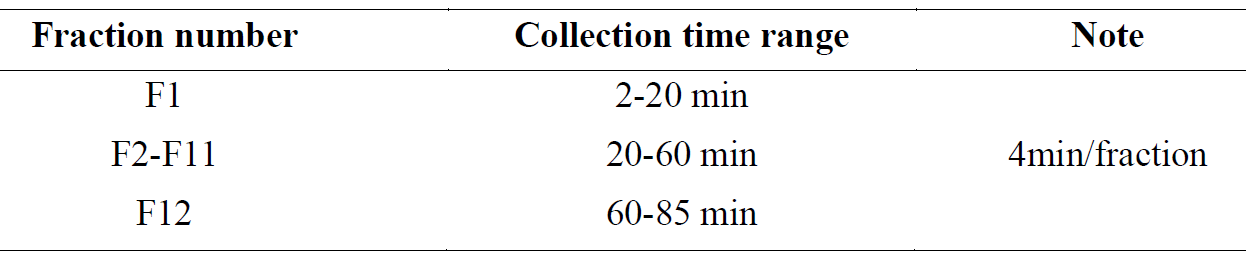 Fraction number Collection time range Note
F1 2-20 min
F2-F11 20-60 min 4min/fraction
F12 60-85 min